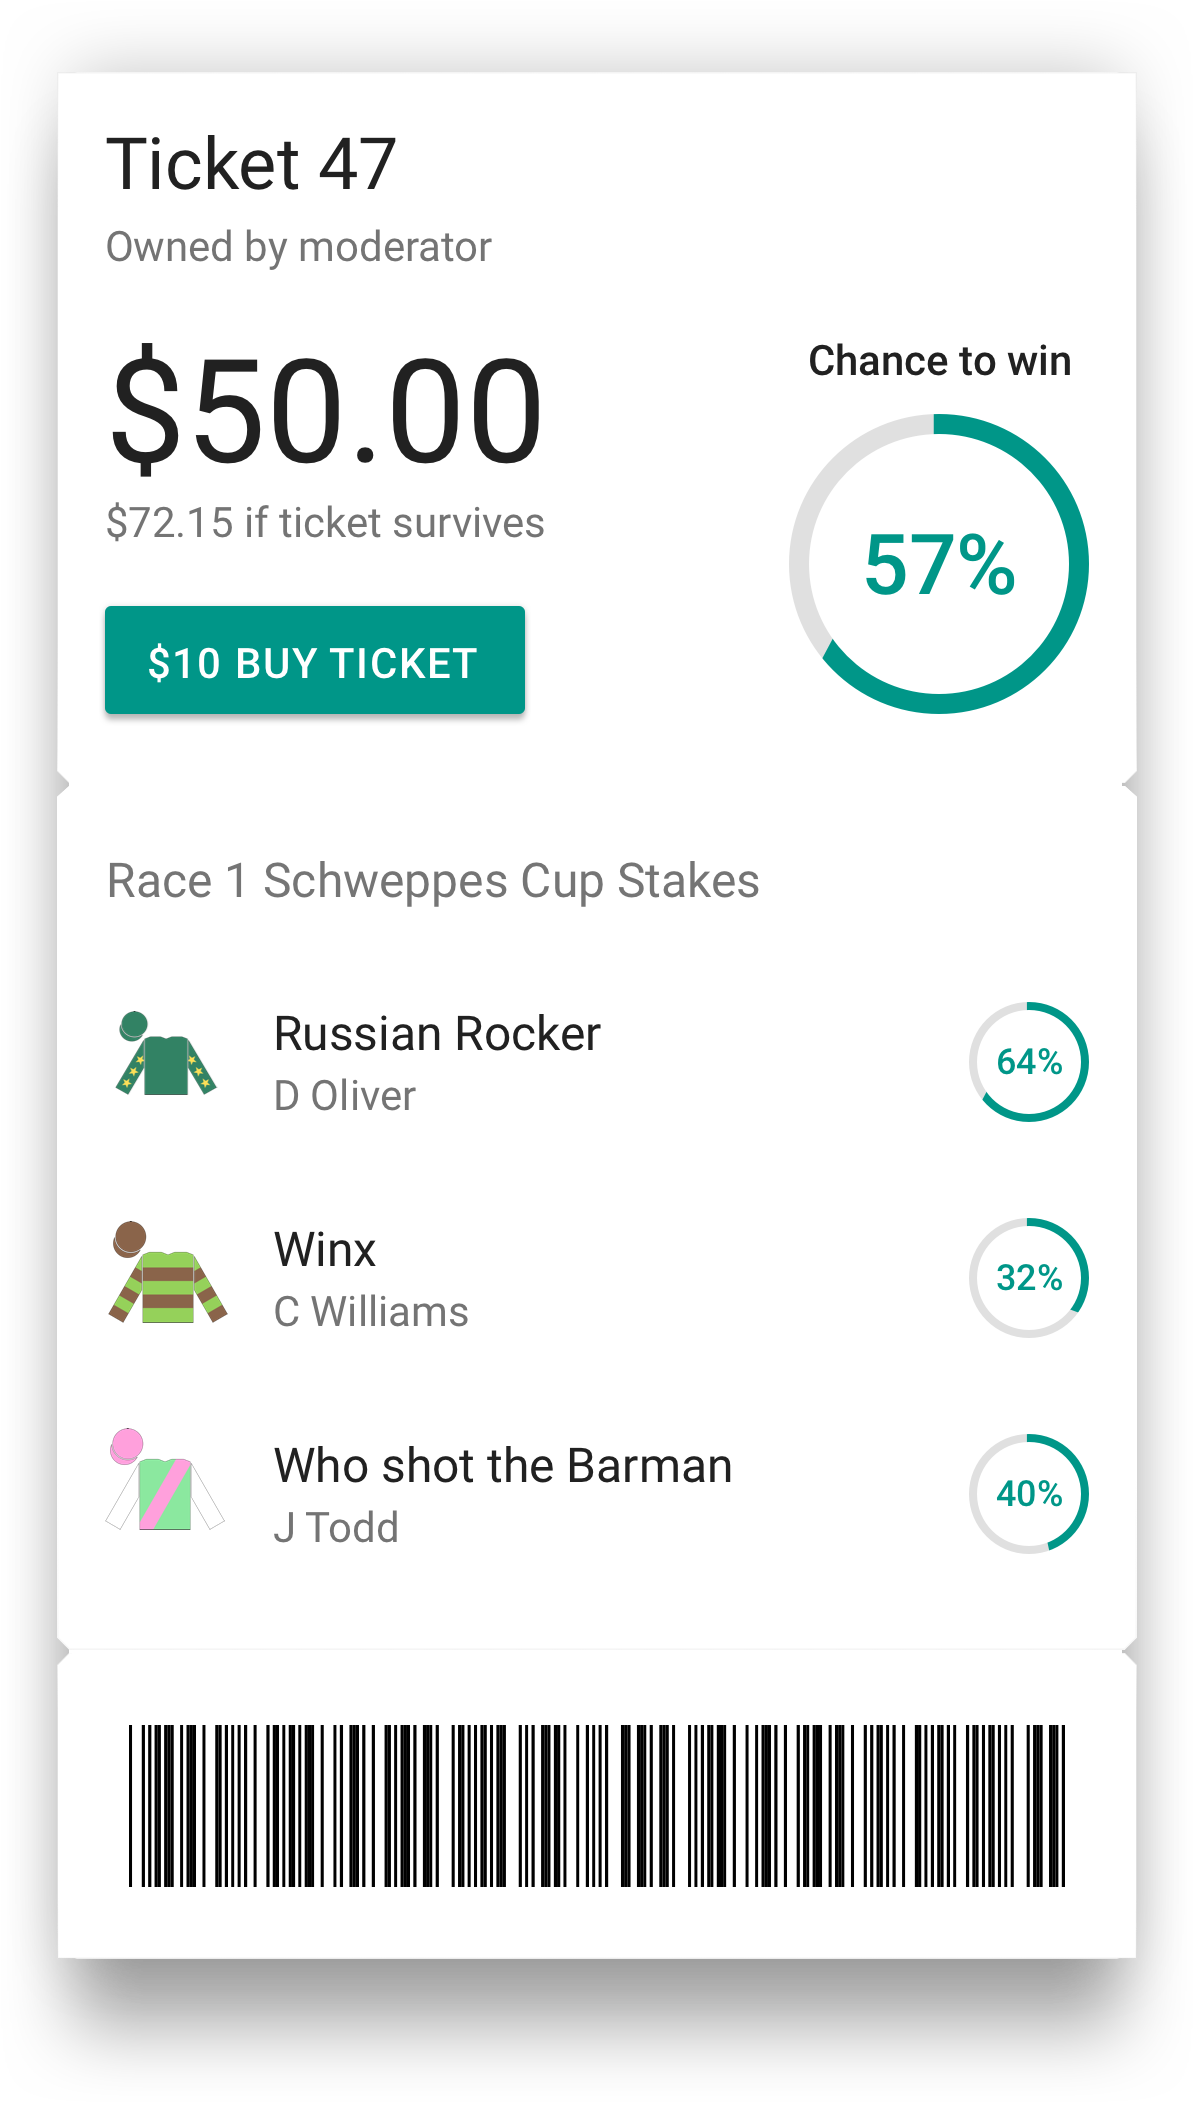 Ticket 47
Owned by moderator
$50.00
$72.15 if ticket survives
$10 BUY TICKET
Chance to win
57%
Race 1 Schweppes Cup Stakes
Russian Rocker
D Oliver
64%
Winx
C Williams
32%
Who shot the Barman
J Todd
40%